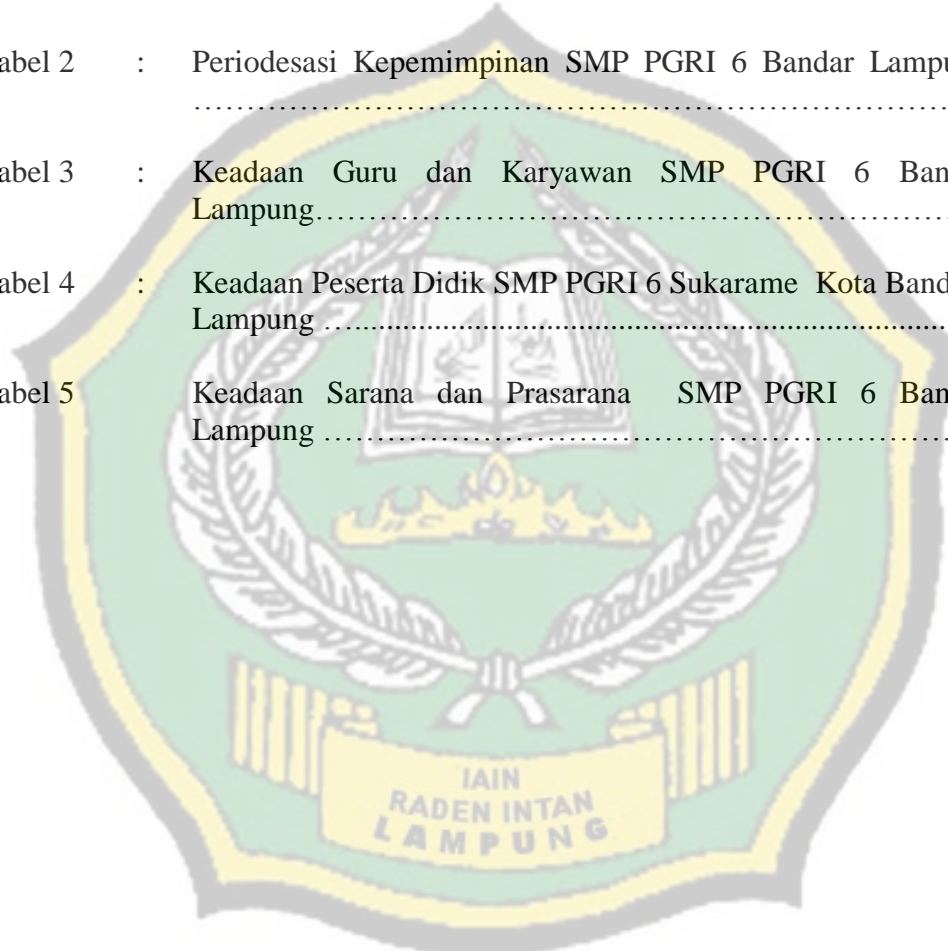 abel 2 : Periodesasi Kepemimpinan SMP PGRI 6 Bandar Lampu
……………………………………………………………………
abel 3 : Keadaan Guru dan Karyawan SMP PGRI 6 Ban
Lampung……………………………………………………
abel 4 : Keadaan Peserta Didik SMP PGRI 6 Sukarame Kota Band
Lampung …...........................................................................
abel 5 Keadaan Sarana dan Prasarana SMP PGRI 6 Ban
Lampung ……………………………………………………
IAIN
RADEN INTAN
LAMPUNG